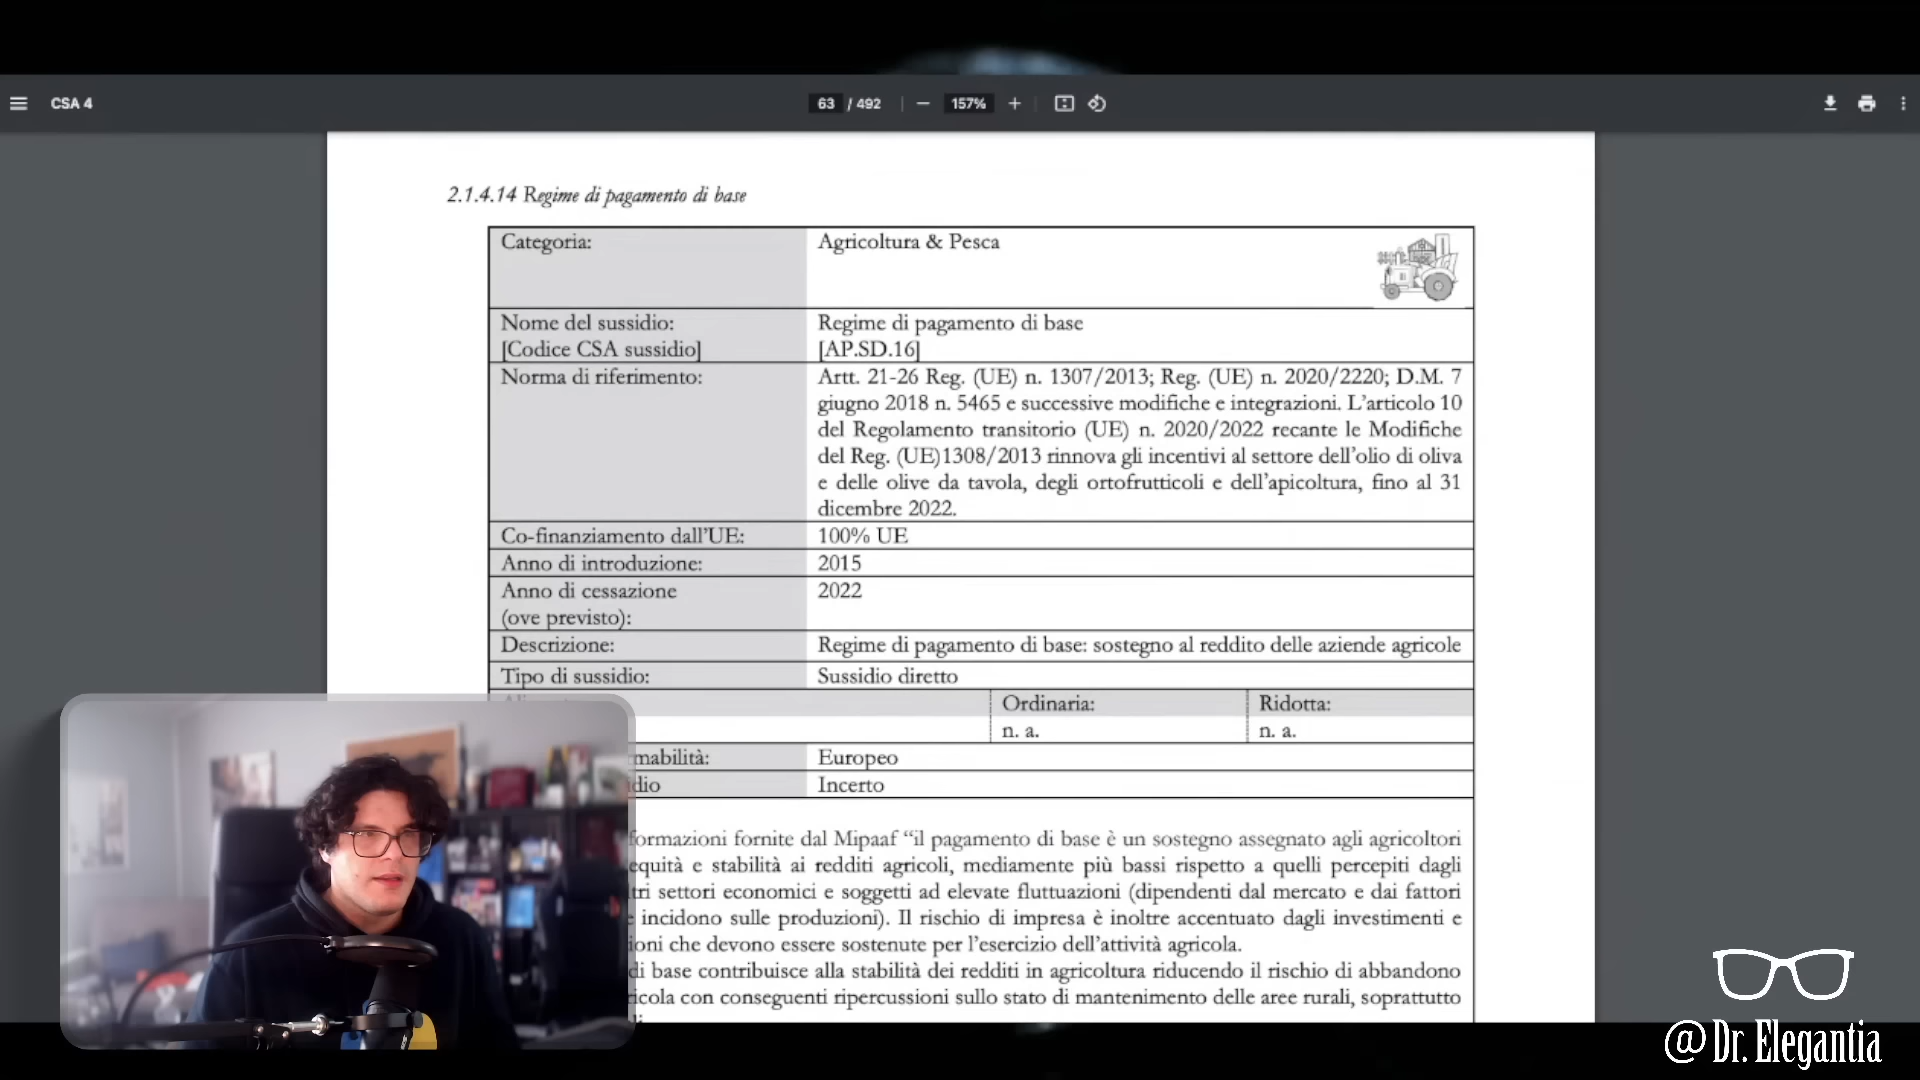 CSA 4
63 / 492
157%
2.1.4.14 Regime di pagamento di base
Categoria:
Agricoltura & Pesca
Nome del sussidio:
[Codice CSA sussidio]
Regime di pagamento di base
[AP.SD.16]
Norma di riferimento:
Artt. 21-26 Reg. (UE) n. 1307/2013; Reg. (UE) n. 2020/2220; D.M. 7
giugno 2018 n. 5465 e successive modifiche e integrazioni. L’articolo 10
del Regolamento transitorio (UE) n. 2020/2022 recante le Modifiche
del Reg. (UE)1308/2013 rinnova gli incentivi al settore dell’olio di oliva
e delle olive da tavola, degli ortofrutticoli e dell’apicoltura, fino al 31
dicembre 2022.
Co-finanziamento dall’UE:
100% UE
Anno di introduzione:
2015
Anno di cessazione
(ove previsto):
2022
Descrizione:
Regime di pagamento di base: sostegno al reddito delle aziende agricole
Tipo di sussidio:
Sussidio diretto
Ordinaria:
Ridotta:
n. a.
n. a.
mabilità:
Europeo
dio
Incerto
formazioni fornite dal Mipaaf “il pagamento di base è un sostegno assegnato agli agricoltori
equità e stabilità ai redditi agricoli, mediamente più bassi rispetto a quelli percepiti dagli
tri settori economici e soggetti ad elevate fluttuazioni (dipendenti dal mercato e dai fattori
e incidono sulle produzioni). Il rischio di impresa è inoltre accentuato dagli investimenti e
ioni che devono essere sostenute per l’esercizio dell’attività agricola.
di base contribuisce alla stabilità dei redditi in agricoltura riducendo il rischio di abbandono
icola con conseguenti ripercussioni sullo stato di mantenimento delle aree rurali, soprattutto
@ Dr. Elegantia